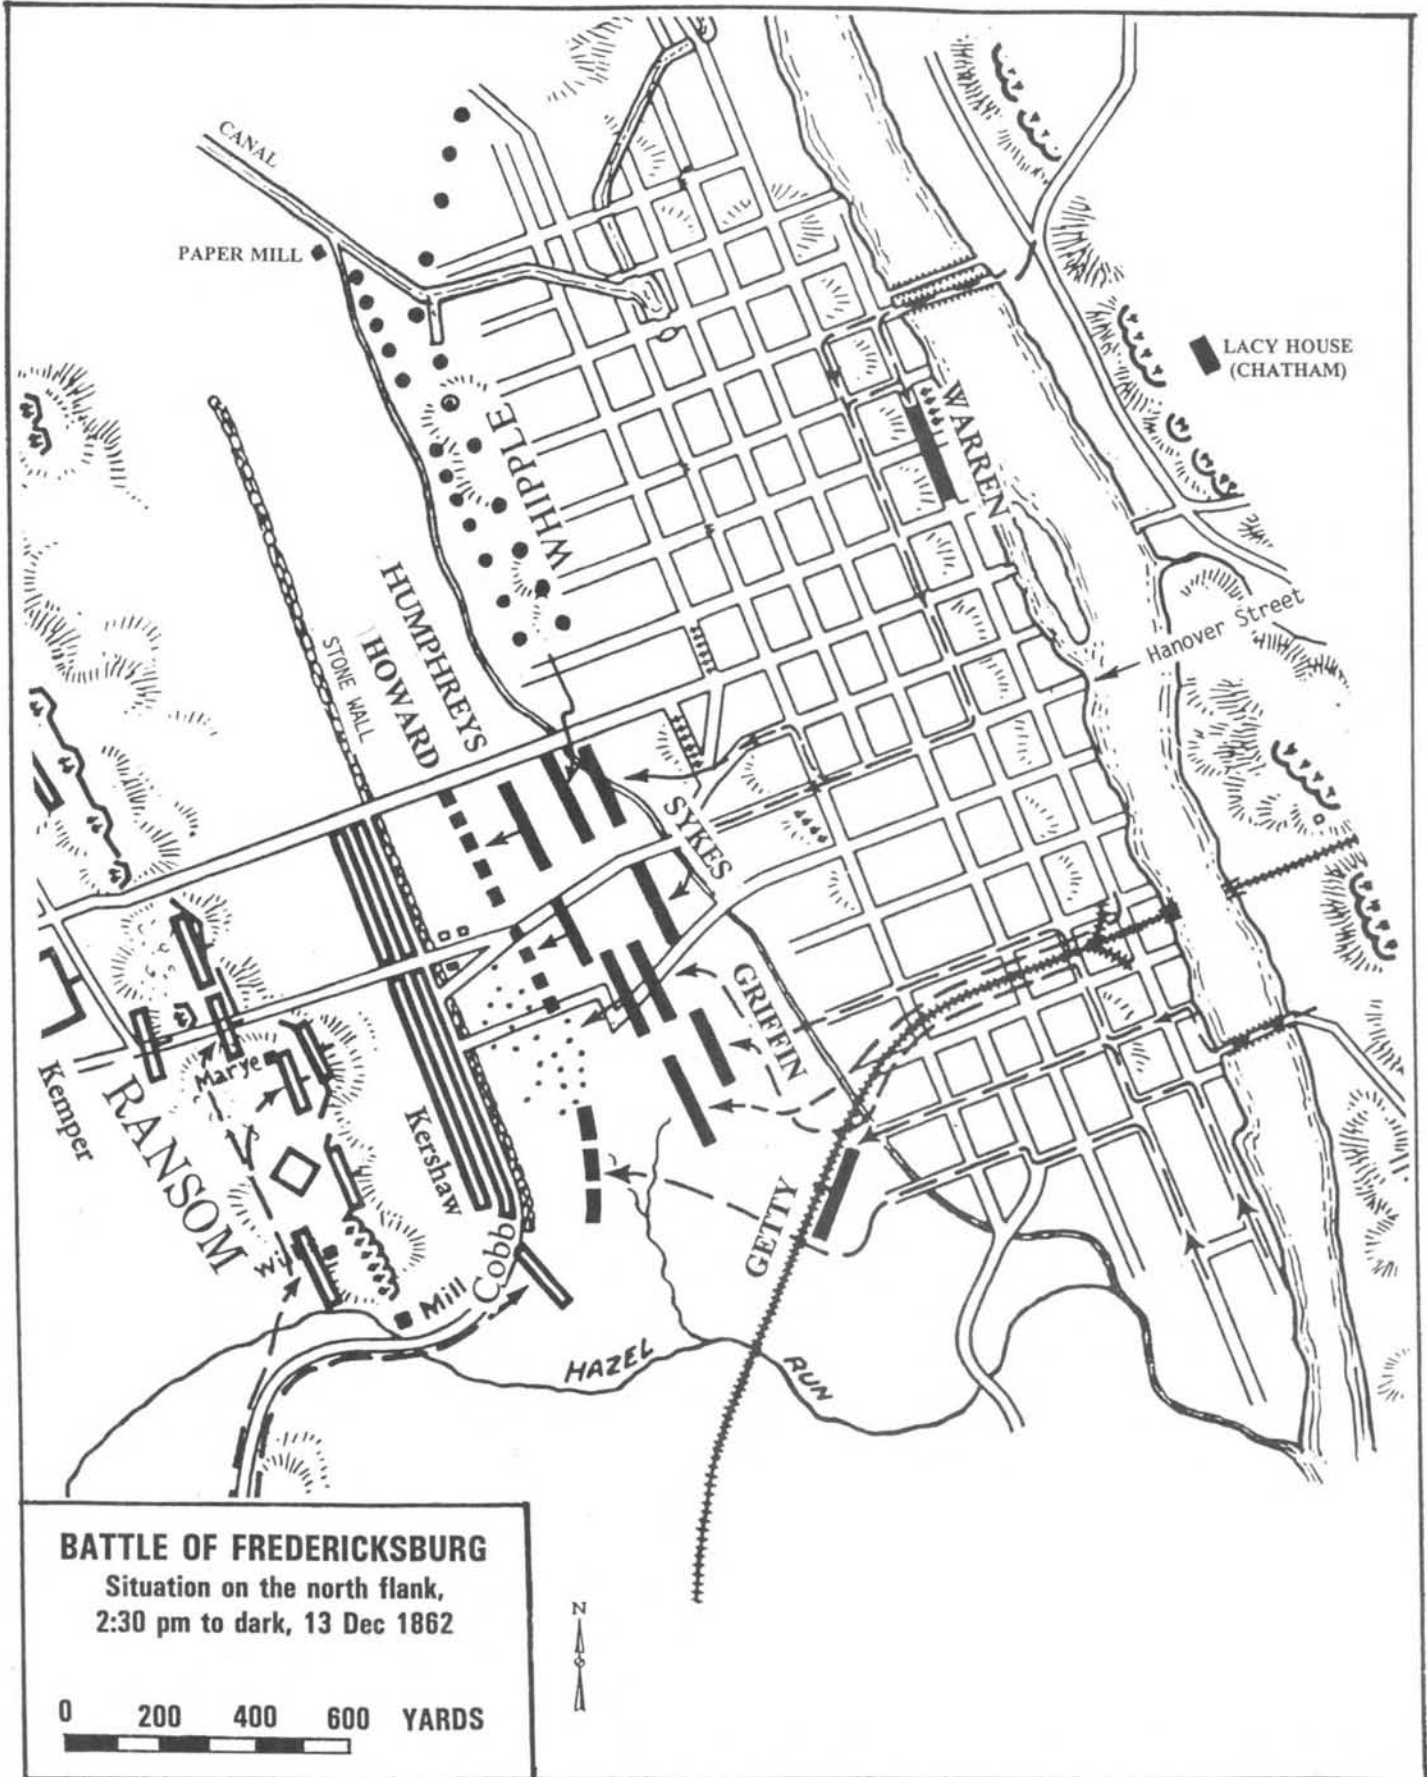 CANAL
PAPER MILL
LACY HOUSE
(CHATHAM)
WHIPPLE
WARREN
HUMPHREYS
HOWARD
STONE WALL
Hanover Street
SYKES
GRIFFIN
Marye
Kemper
RANSOM
Kershaw
GETTY
Cobb
Mill
HAZEL
RUN
BATTLE OF FREDERICKSBURG
Situation on the north flank,
2:30 pm to dark, 13 Dec 1862
N
0 200 400 600 YARDS